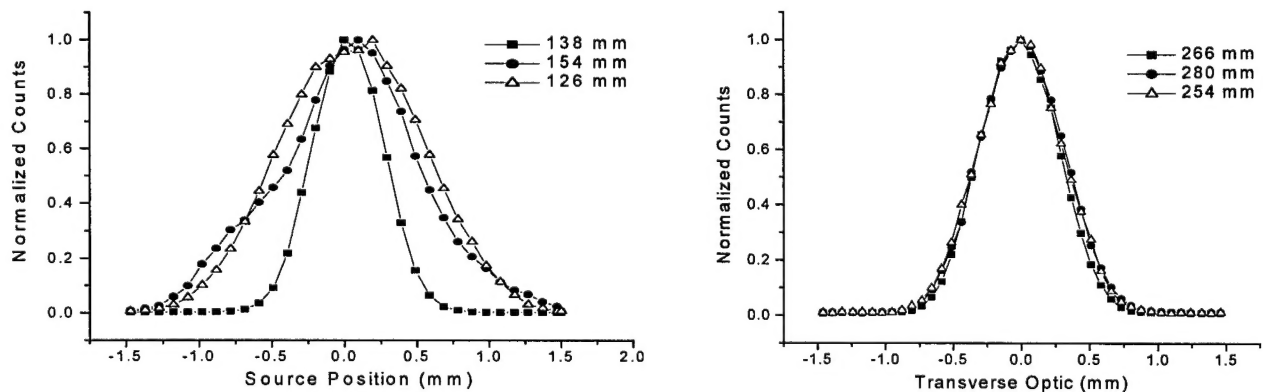 1.0
0.8
0.6
0.4
0.2
0.0
Normalized Counts
138 mm
154 mm
126 mm
-1.5 -1.0 -0.5 0.0 0.5 1.0 1.5 2.0
Source Position (mm)
1.0
0.8
0.6
0.4
0.2
0.0
Normalized Counts
266 mm
280 mm
254 mm
-1.5 -1.0 -0.5 0.0 0.5 1.0 1.5
Transverse Optic (mm)